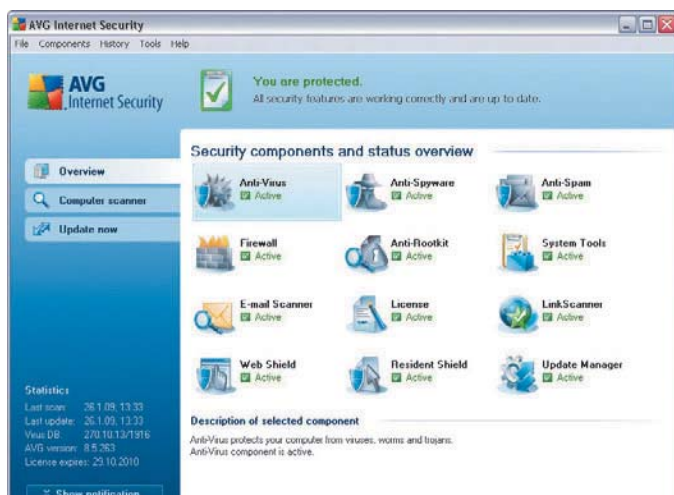 AVG Internet Security
File Components History Tools Help
AVG
Internet Security
You are protected.
All security features are working correctly and are up to date.
Security components and status overview
Overview
Computer scanner
Update now
Anti-Virus
Active
Anti-Spyware
Active
Anti-Spam
Active
Firewall
Active
Anti-Rootkit
Active
System Tools
Active
E-mail Scanner
Active
License
Active
LinkScanner
Active
Web Shield
Active
Resident Shield
Active
Update Manager
Active
Statistics
Last scan: 26.1.09, 13:33
Last update: 26.1.09, 13:33
Virus DB: 270.10.13/1916
AVG version: 8.5.263
License expires: 29.10.2010
Description of selected component
Anti-Virus protects your computer from viruses, worms and trojans.
Anti-Virus component is active.
Show notification